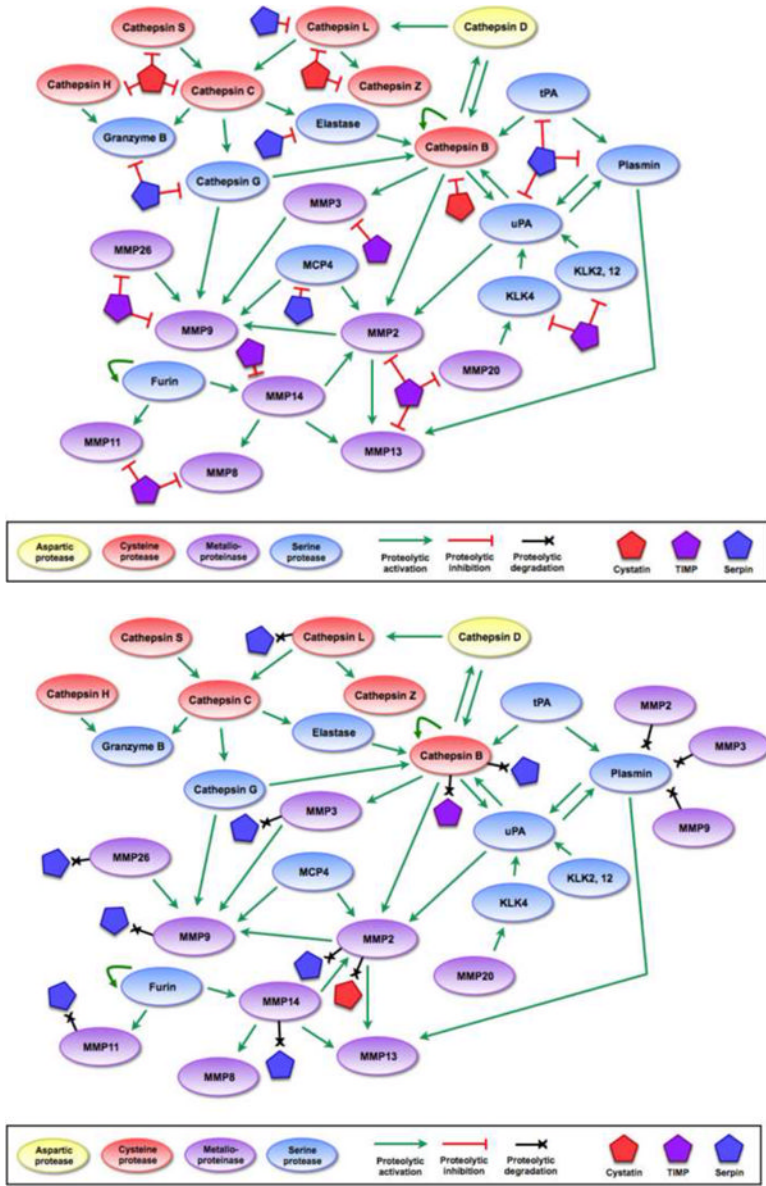 Cathepsin S
Cathepsin L
Cathepsin D
Cathepsin H
Cathepsin C
Cathepsin Z
tPA
Granzyme B
Elastase
Cathepsin B
Plasmin
Cathepsin G
MMP3
uPA
MMP26
MCP4
KLK2, 12
KLK4
MMP9
MMP2
MMP20
Furin
MMP14
MMP11
MMP8
MMP13
Aspartic
protease
Cysteine
protease
Metallo-
proteinase
Serine
protease
Proteolytic
activation
Proteolytic
inhibition
Proteolytic
degradation
Cystatin
TIMP
Serpin
Cathepsin S
Cathepsin L
Cathepsin D
Cathepsin H
Cathepsin C
Cathepsin Z
tPA
MMP2
Granzyme B
Elastase
Cathepsin B
MMP3
Plasmin
Cathepsin G
MMP3
uPA
MMP9
MMP26
MCP4
KLK2, 12
KLK4
MMP9
MMP2
MMP20
Furin
MMP14
MMP11
MMP8
MMP13
Aspartic
protease
Cysteine
protease
Metallo-
proteinase
Serine
protease
Proteolytic
activation
Proteolytic
inhibition
Proteolytic
degradation
Cystatin
TIMP
Serpin